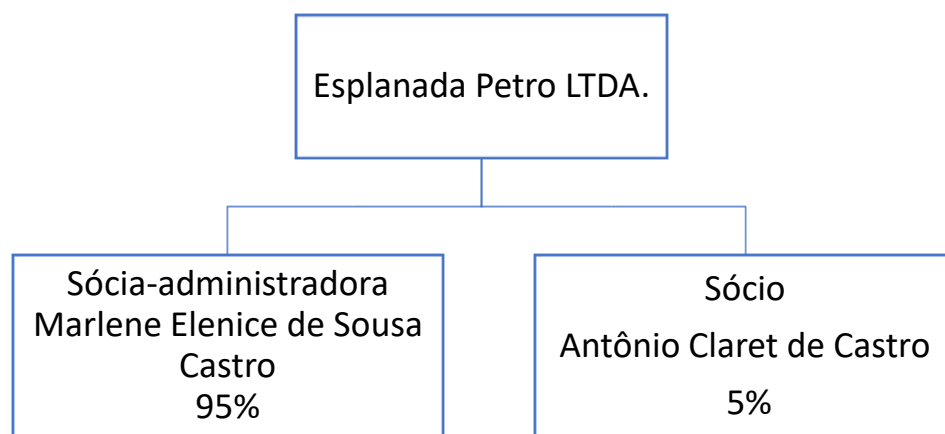 Esplanada Petro LTDA.
Sócia-administradora
Marlene Elenice de Sousa
Castro
95%
Sócio
Antônio Claret de Castro
5%